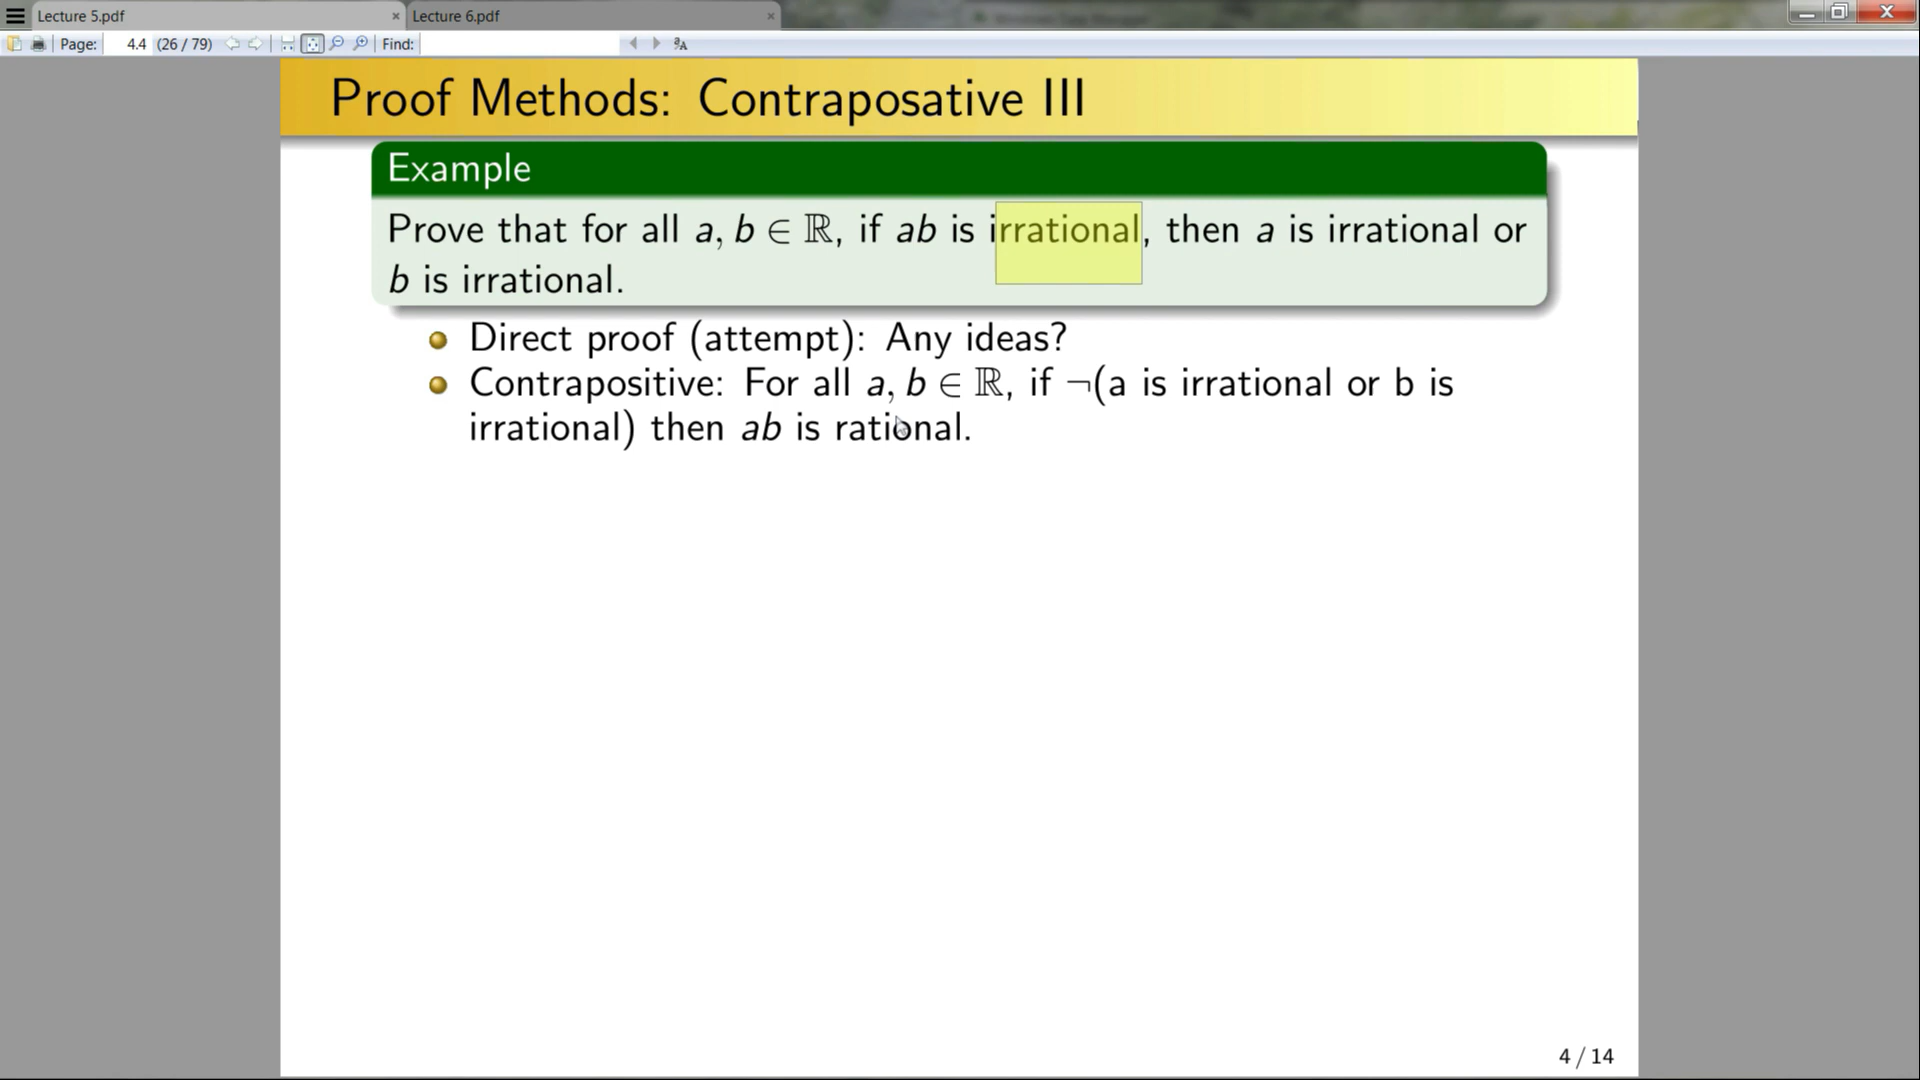 Lecture 5.pdf
Lecture 6.pdf
Page: 4.4 (26 / 79) Find:
Proof Methods: Contraposative III
Example
Prove that for all a, b ∈ ℝ, if ab is irrational, then a is irrational or
b is irrational.
Direct proof (attempt): Any ideas?
Contrapositive: For all a, b ∈ ℝ, if ¬(a is irrational or b is
irrational) then ab is rational.
4 / 14